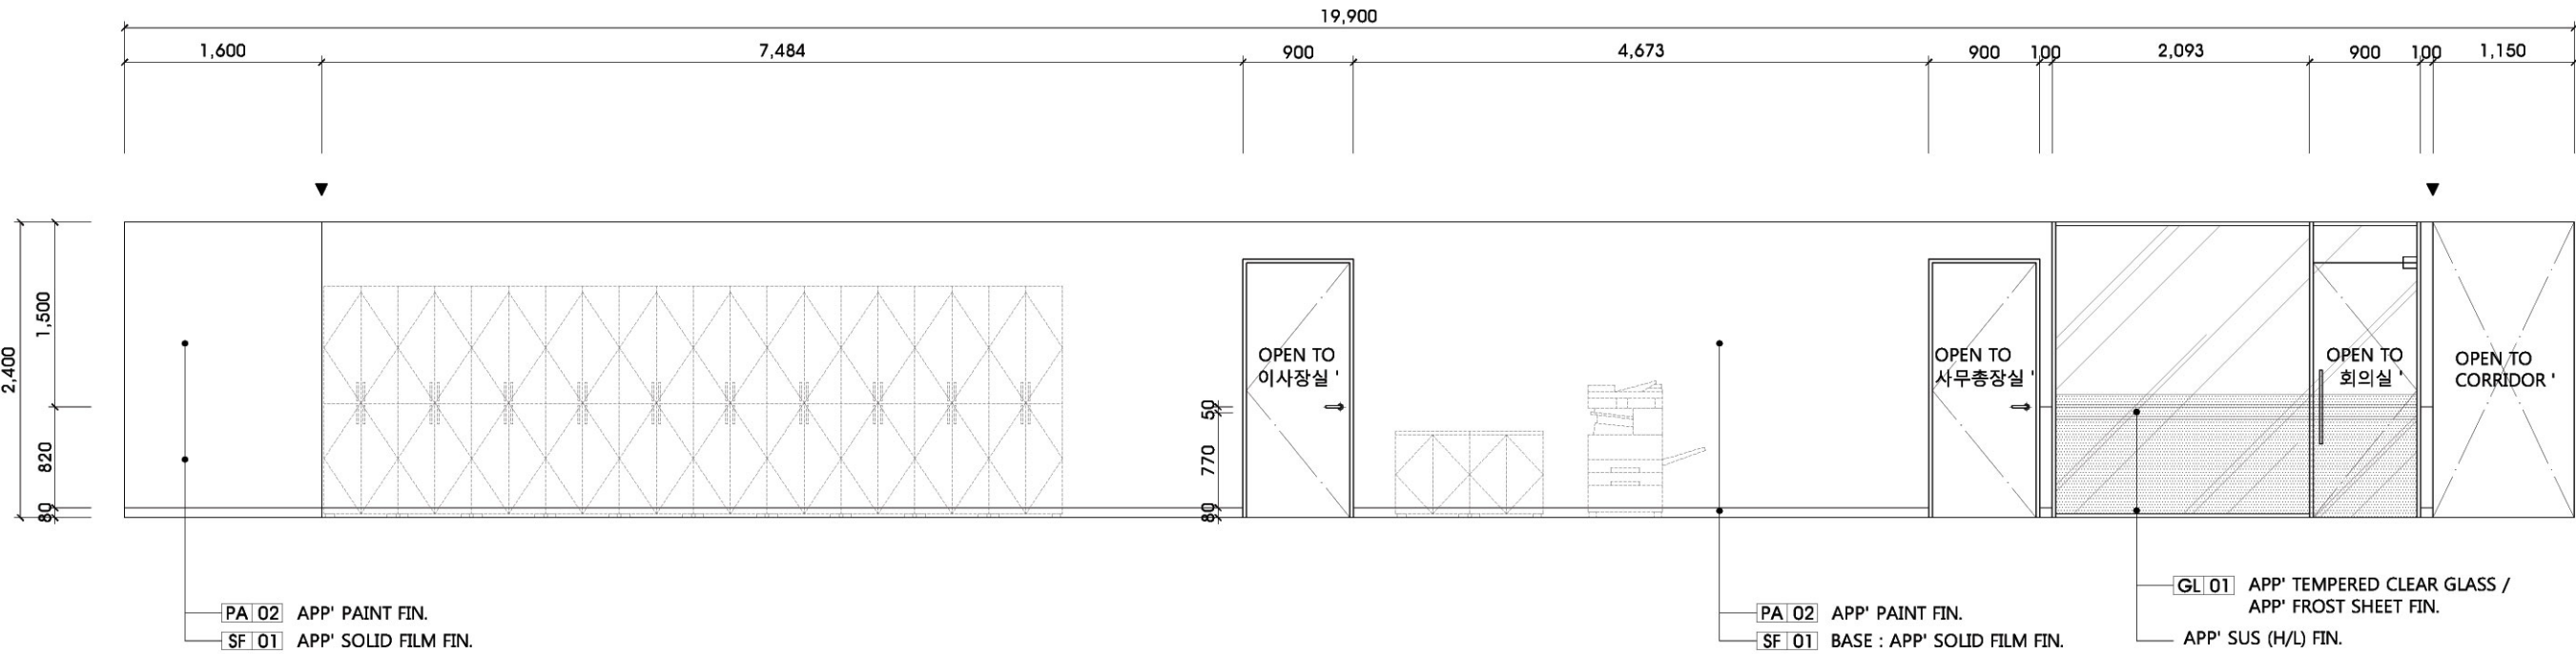 19,900
1,600
7,484
900
4,673
900
100
2,093
900
100
1,150
2,400
1,500
820
80
50
770
80
OPEN TO
이사장실 '
OPEN TO
사무총장실 '
OPEN TO
회의실 '
OPEN TO
CORRIDOR '
PA 02 APP' PAINT FIN.
SF 01 APP' SOLID FILM FIN.
PA 02 APP' PAINT FIN.
SF 01 BASE : APP' SOLID FILM FIN.
GL 01 APP' TEMPERED CLEAR GLASS /
APP' FROST SHEET FIN.
APP' SUS (H/L) FIN.